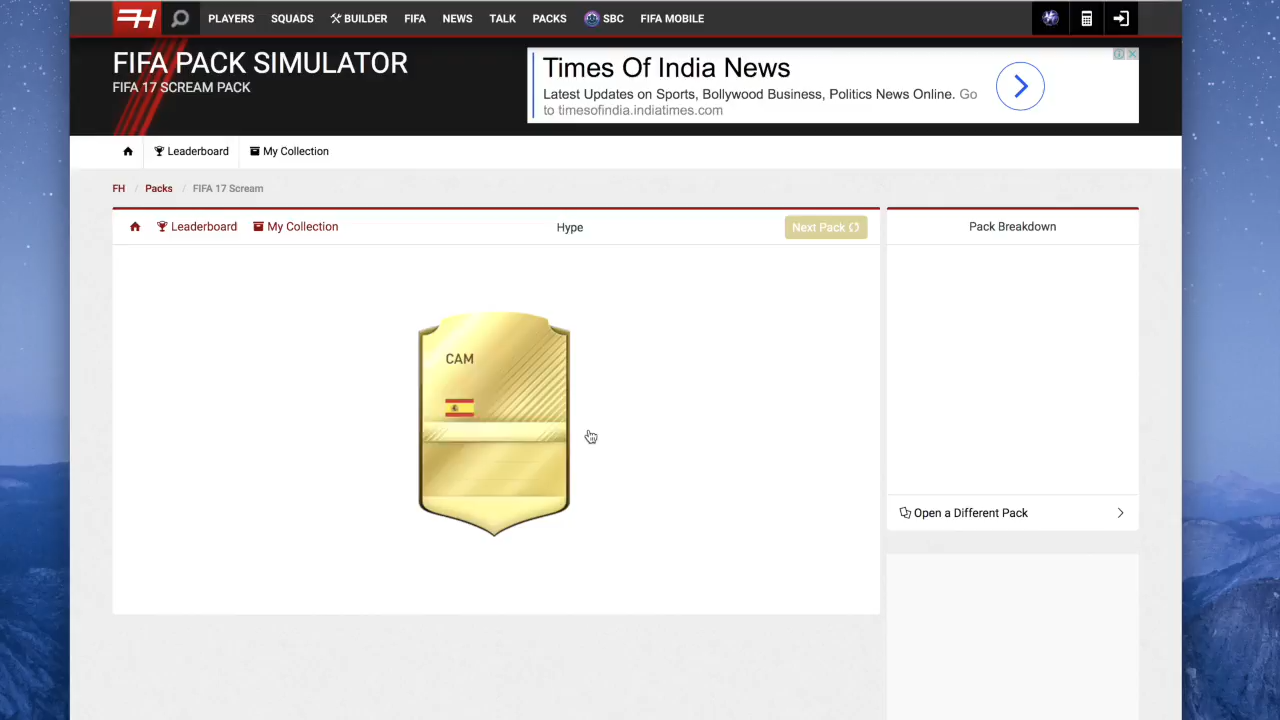 FH PLAYERS SQUADS BUILDER FIFA NEWS TALK PACKS SBC FIFA MOBILE
FIFA PACK SIMULATOR
FIFA 17 SCREAM PACK
Times Of India News
Latest Updates on Sports, Bollywood Business, Politics News Online. Go
to timesofindia.indiatimes.com
Leaderboard My Collection
FH / Packs / FIFA 17 Scream
Leaderboard My Collection Hype Next Pack
Pack Breakdown
CAM
Open a Different Pack